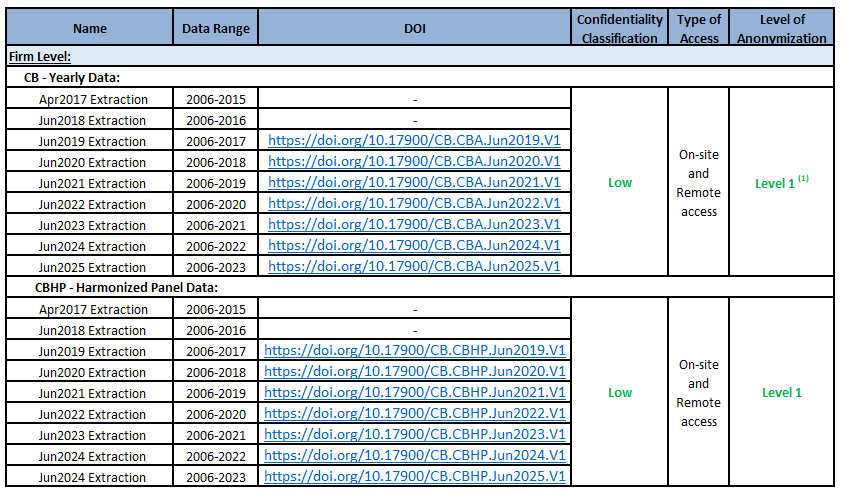 Name Data Range DOI Confidentiality Classification Type of Access Level of Anonymization
Firm Level:
CB - Yearly Data:
Apr2017 Extraction 2006-2015 -
Jun2018 Extraction 2006-2016 -
Jun2019 Extraction 2006-2017 https://doi.org/10.17900/CB.CBA.Jun2019.V1
Jun2020 Extraction 2006-2018 https://doi.org/10.17900/CB.CBA.Jun2020.V1
Jun2021 Extraction 2006-2019 https://doi.org/10.17900/CB.CBA.Jun2021.V1
Jun2022 Extraction 2006-2020 https://doi.org/10.17900/CB.CBA.Jun2022.V1
Jun2023 Extraction 2006-2021 https://doi.org/10.17900/CB.CBA.Jun2023.V1
Jun2024 Extraction 2006-2022 https://doi.org/10.17900/CB.CBA.Jun2024.V1
Jun2025 Extraction 2006-2023 https://doi.org/10.17900/CB.CBA.Jun2025.V1
Low
On-site
and
Remote
access
Level 1 (1)
CBHP - Harmonized Panel Data:
Apr2017 Extraction 2006-2015 -
Jun2018 Extraction 2006-2016 -
Jun2019 Extraction 2006-2017 https://doi.org/10.17900/CB.CBHP.Jun2019.V1
Jun2020 Extraction 2006-2018 https://doi.org/10.17900/CB.CBHP.Jun2020.V1
Jun2021 Extraction 2006-2019 https://doi.org/10.17900/CB.CBHP.Jun2021.V1
Jun2022 Extraction 2006-2020 https://doi.org/10.17900/CB.CBHP.Jun2022.V1
Jun2023 Extraction 2006-2021 https://doi.org/10.17900/CB.CBHP.Jun2023.V1
Jun2024 Extraction 2006-2022 https://doi.org/10.17900/CB.CBHP.Jun2024.V1
Jun2024 Extraction 2006-2023 https://doi.org/10.17900/CB.CBHP.Jun2025.V1
Low
On-site
and
Remote
access
Level 1